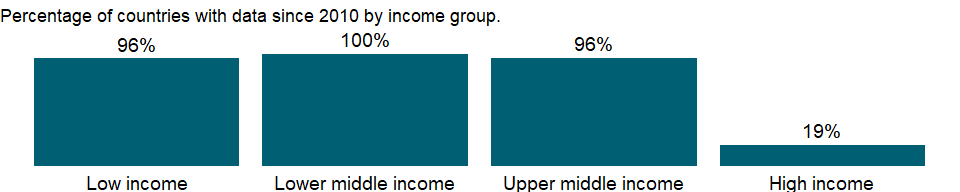 Percentage of countries with data since 2010 by income group.
96% 100% 96% 19%
Low income Lower middle income Upper middle income High income